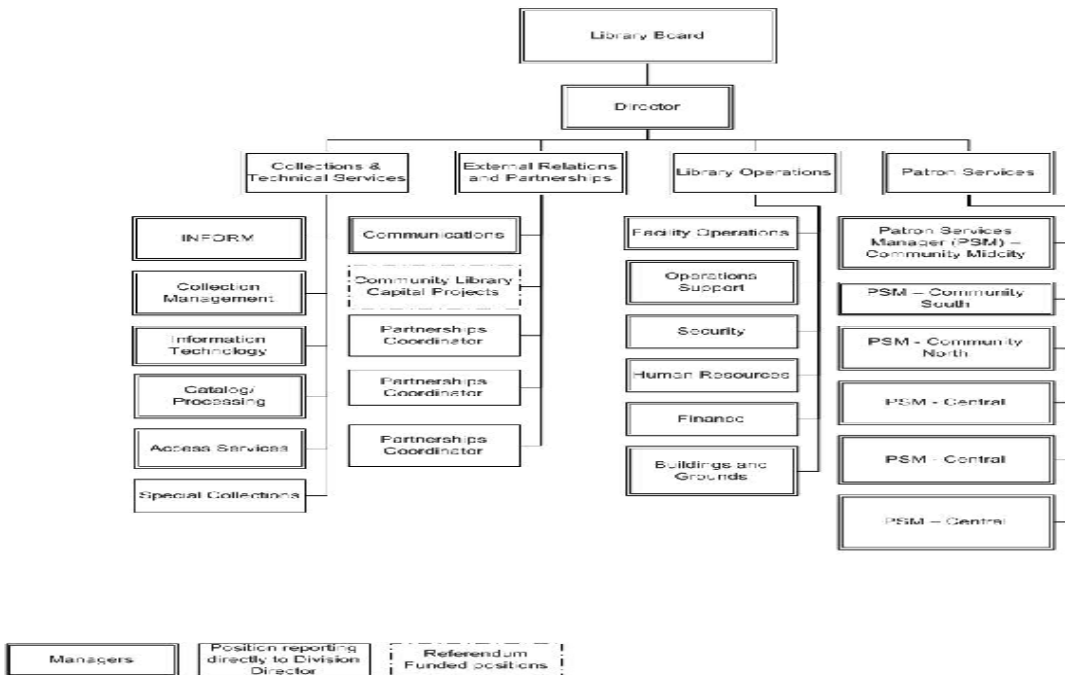 Library Board
Director
Collections &
Technical Services
External Relations
and Partnerships
Library Operations
Patron Services
INFORM
Collection
Management
Information
Technology
Catalog/
Processing
Access Services
Special Collections
Communications
Community Library
Capital Projects
Partnerships
Coordinator
Partnerships
Coordinator
Partnerships
Coordinator
Facility Operations
Operations
Support
Security
Human Resources
Finance
Buildings and
Grounds
Patron Services
Manager (PSM) –
Community Midcity
PSM – Community
South
PSM - Community
North
PSM - Central
PSM - Central
PSM – Central
Managers
Position reporting
directly to Division
Director
Referendum
Funded positions